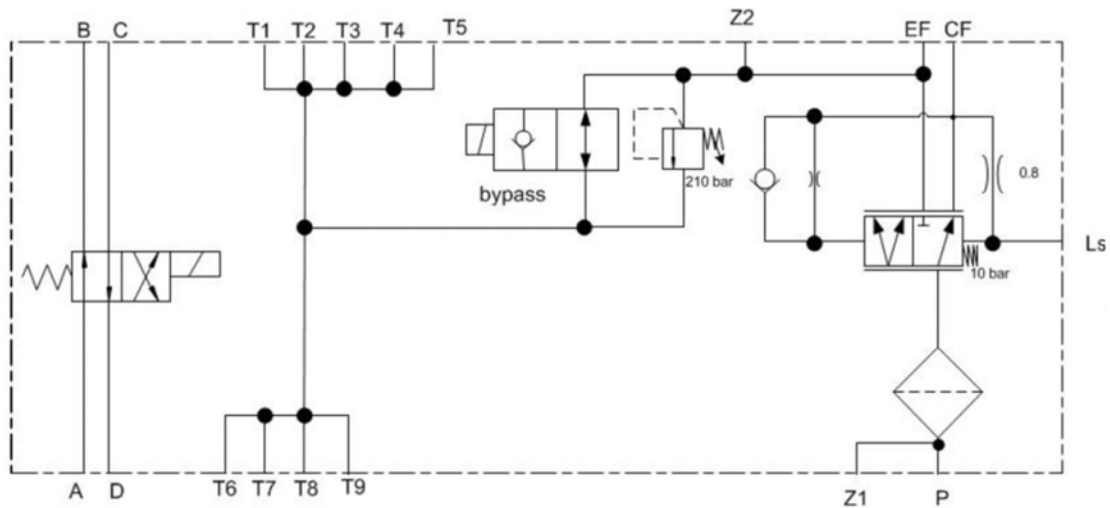 B C T1 T2 T3 T4 T5 Z2 EF CF
0.8
210 bar
bypass
Ls
10 bar
A D T6 T7 T8 T9 Z1 P